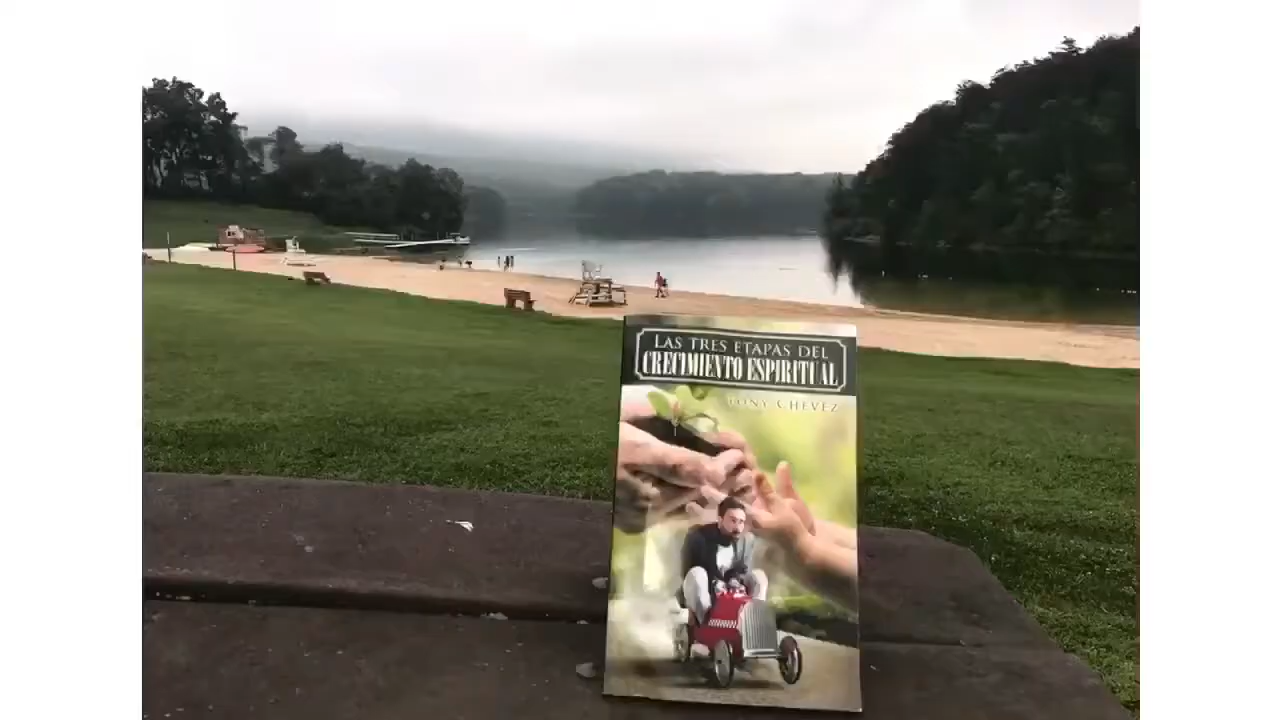 LAS TRES ETAPAS DEL
CRECIMIENTO ESPIRITUAL
TONY CHEVEZ